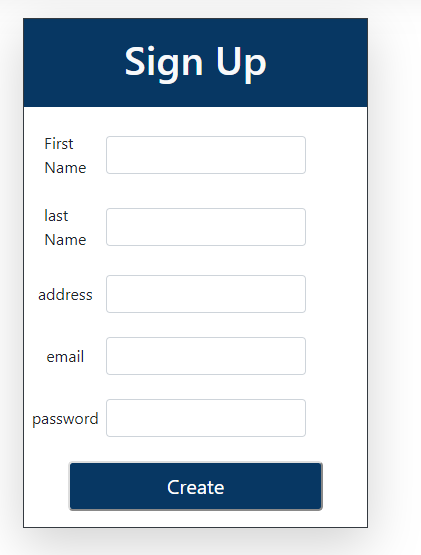 Sign Up
First
Name
last
Name
address
email
password
Create